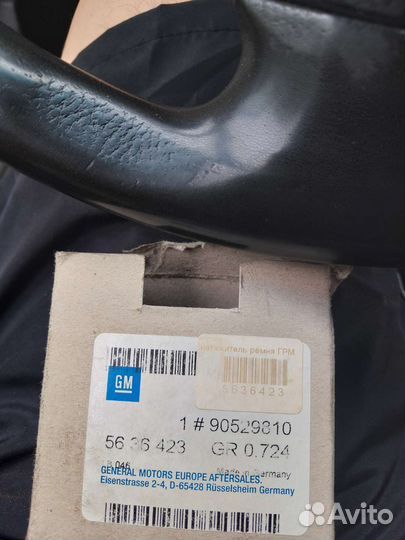 натяжитель ремня ГРМ
5636423
GM
1 # 90529810
56 36 423 GR 0,724
B 046 Made in Germany
GENERAL MOTORS EUROPE AFTERSALES.
Eisenstrasse 2-4, D-65428 Rüsselsheim Germany
Avito